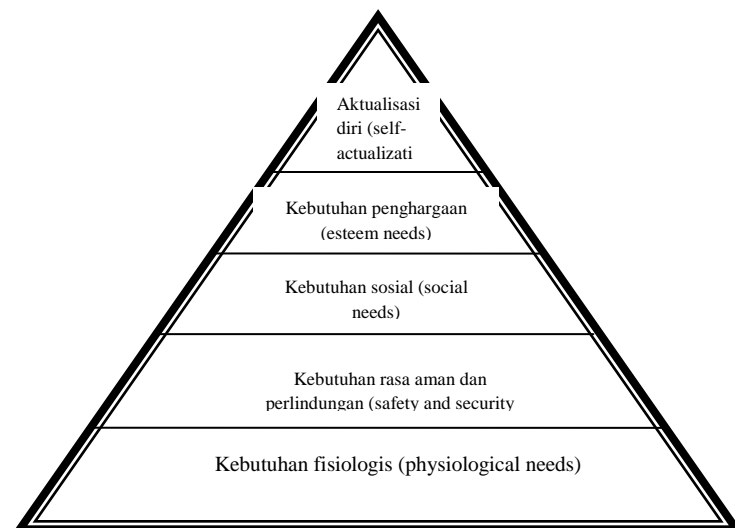 Aktualisasi
diri (self-
actualizati
Kebutuhan penghargaan
(esteem needs)
Kebutuhan sosial (social
needs)
Kebutuhan rasa aman dan
perlindungan (safety and security
Kebutuhan fisiologis (physiological needs)